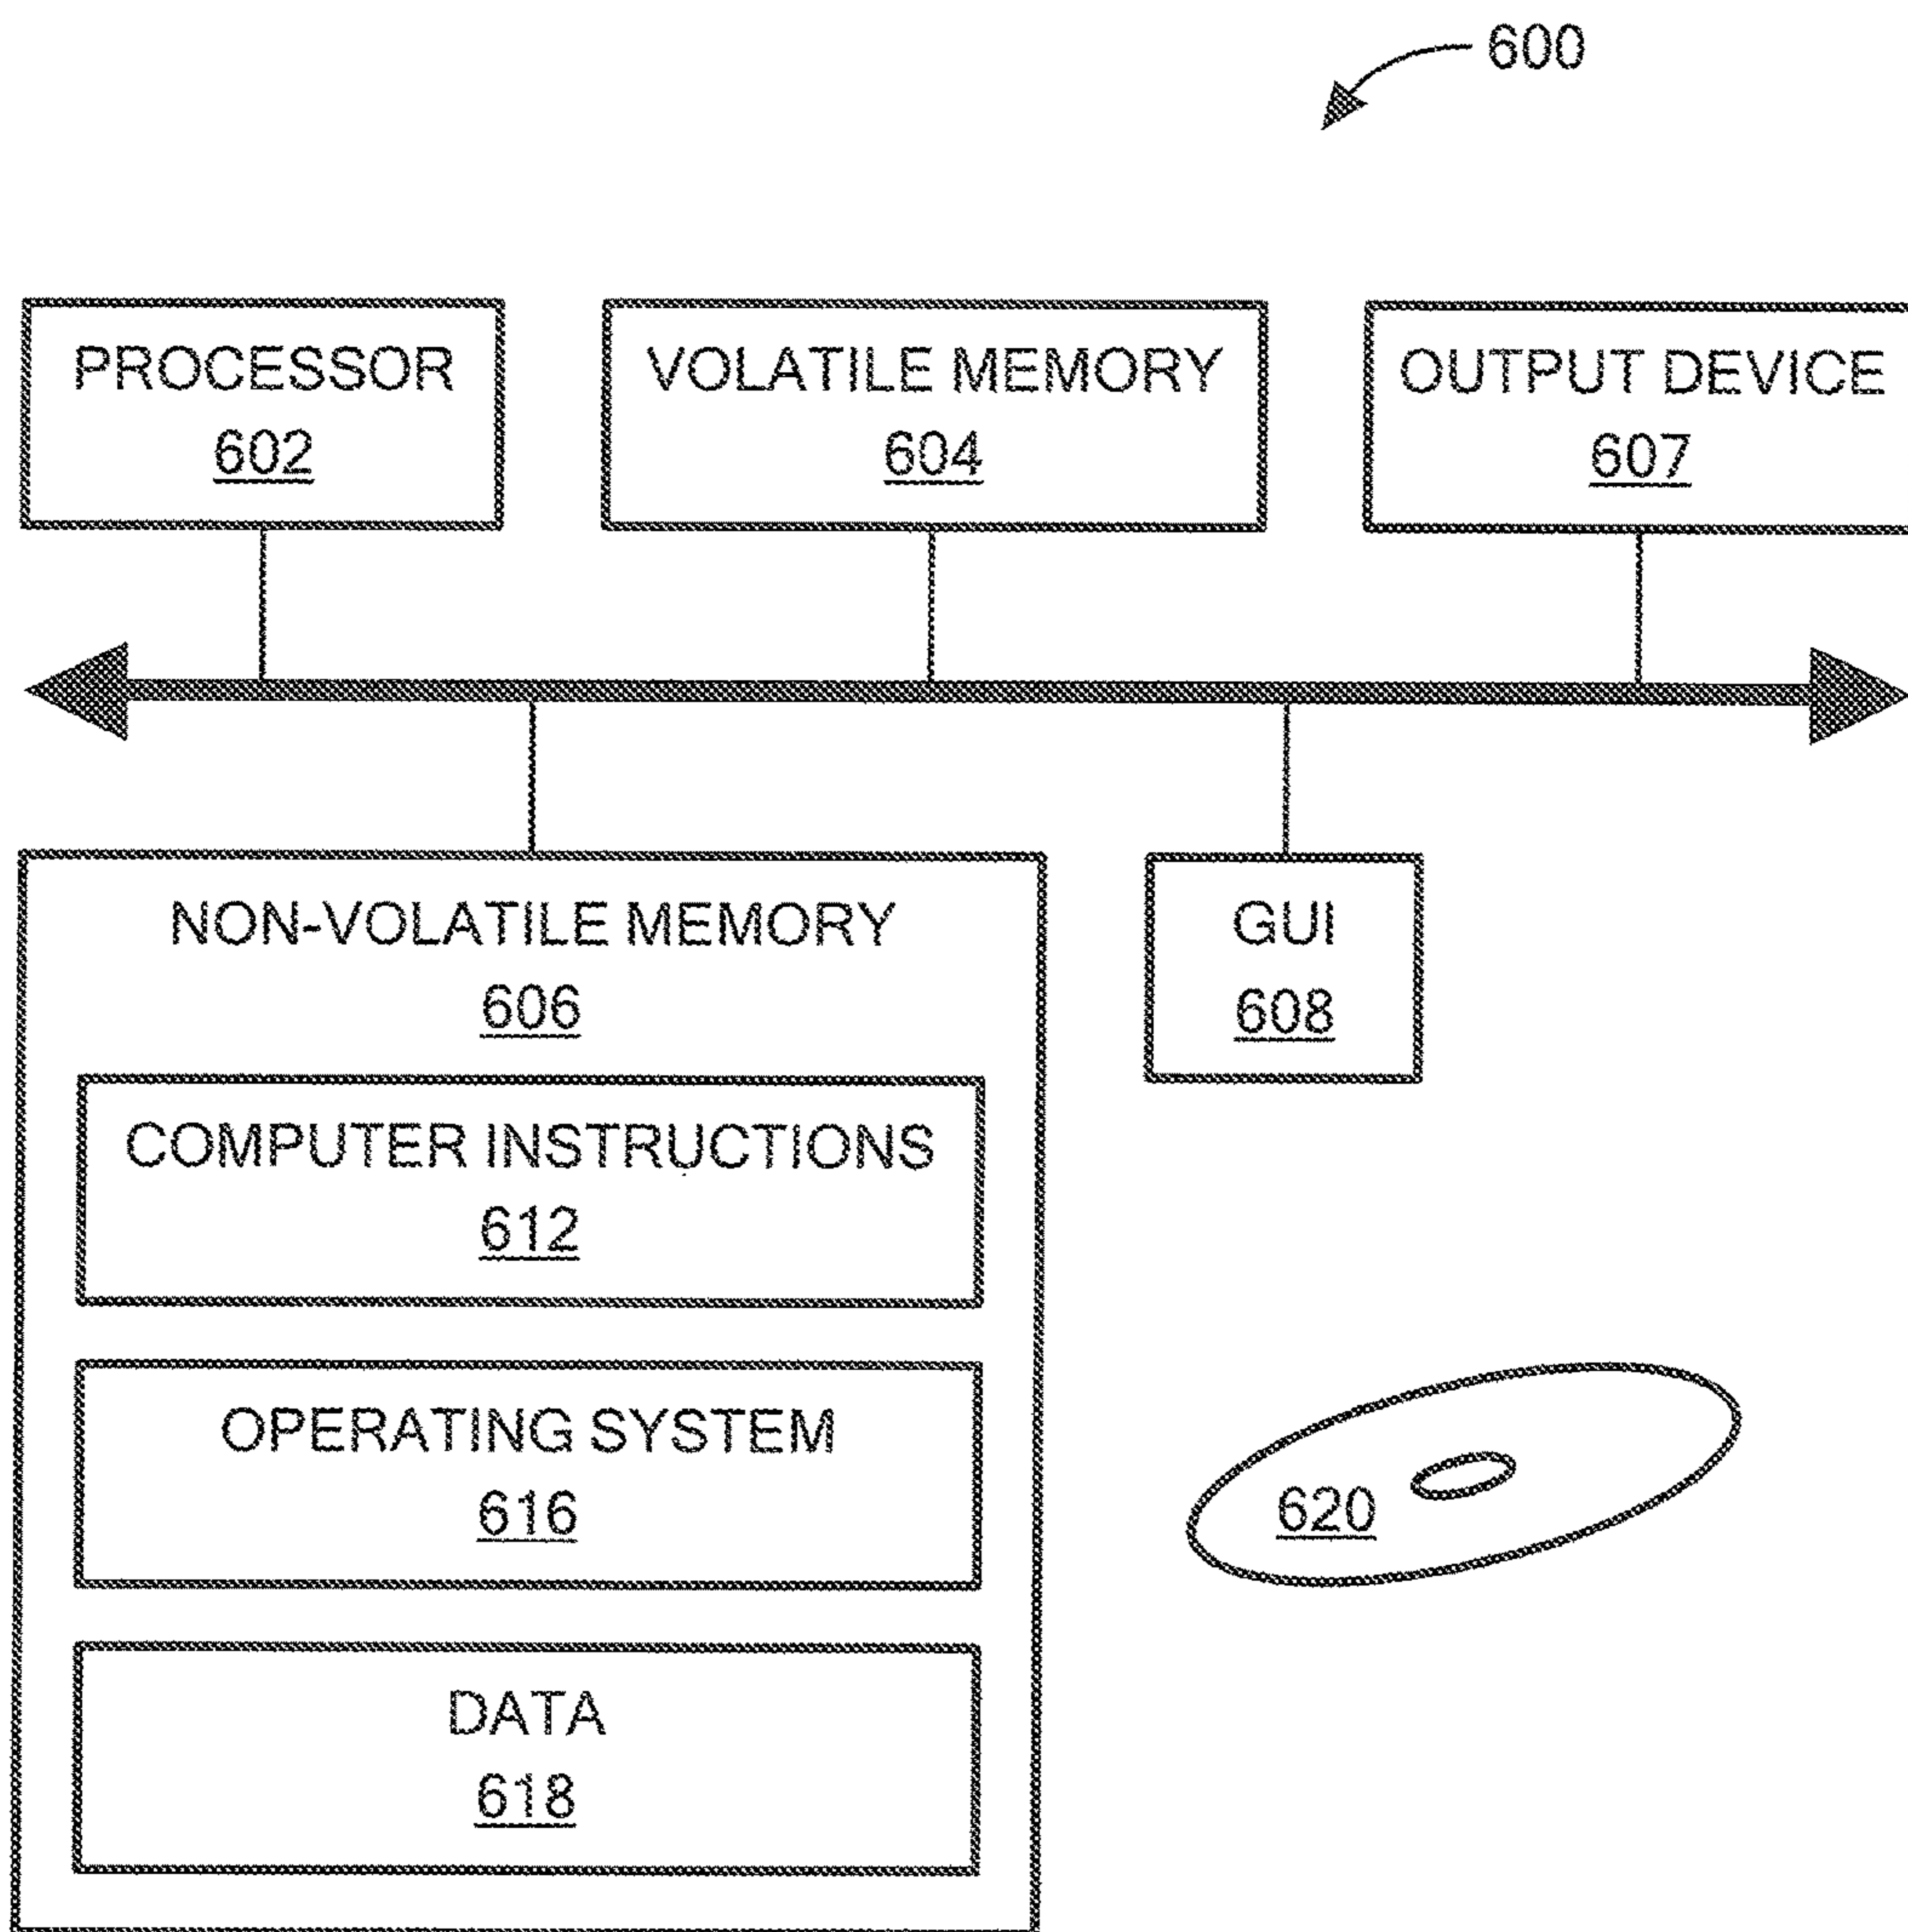 600
PROCESSOR
602
VOLATILE MEMORY
604
OUTPUT DEVICE
607
NON-VOLATILE MEMORY
606
GUI
608
COMPUTER INSTRUCTIONS
612
OPERATING SYSTEM
616
620
DATA
618